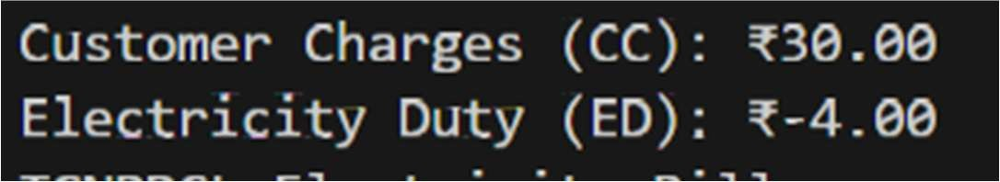 Customer Charges (CC): ₹30.00
Electricity Duty (ED): ₹-4.00